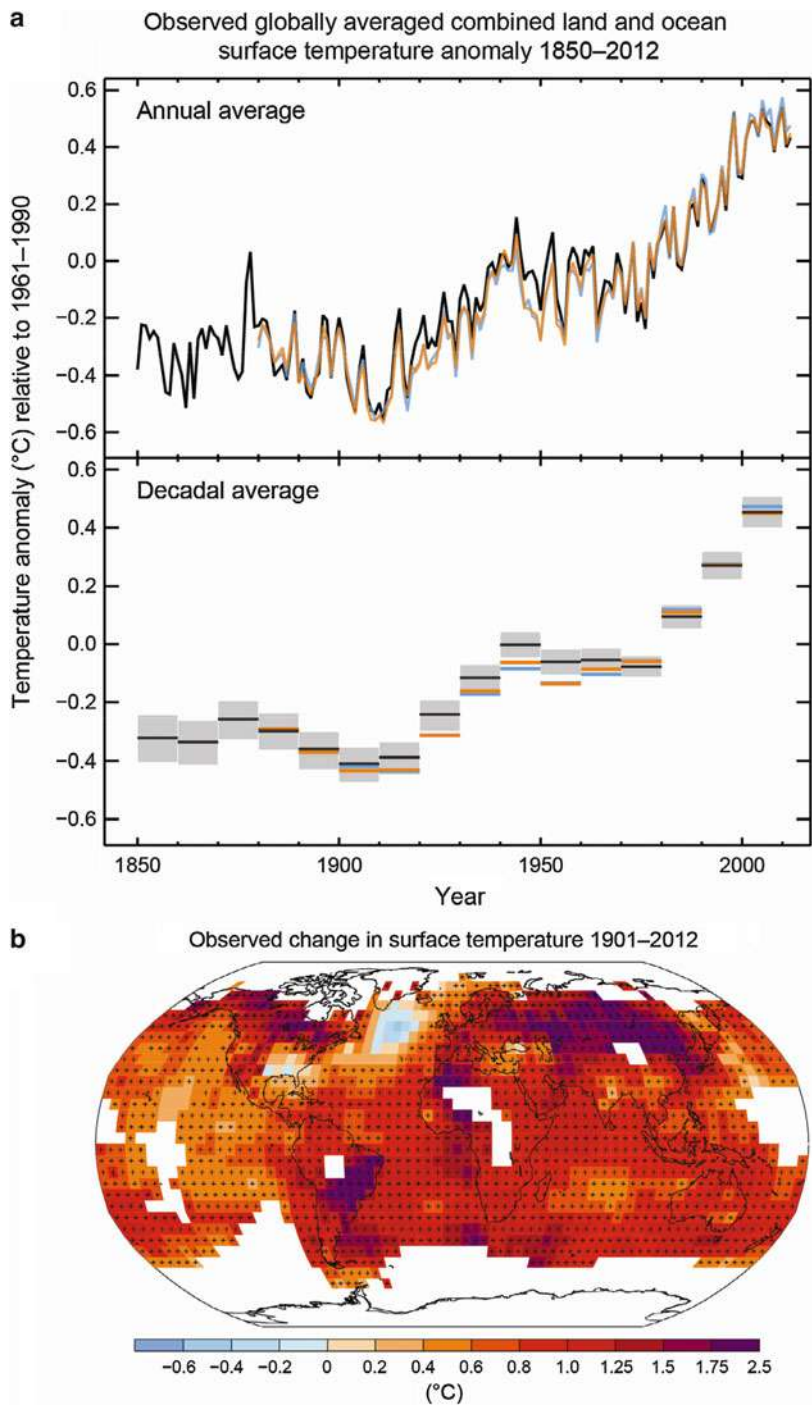 a
Observed globally averaged combined land and ocean
surface temperature anomaly 1850–2012
Temperature anomaly (°C) relative to 1961–1990
Annual average
0.6
0.4
0.2
0.0
−0.2
−0.4
−0.6
Decadal average
0.6
0.4
0.2
0.0
−0.2
−0.4
−0.6
1850 1900 1950 2000
Year
b
Observed change in surface temperature 1901–2012
−0.6 −0.4 −0.2 0 0.2 0.4 0.6 0.8 1.0 1.25 1.5 1.75 2.5
(°C)